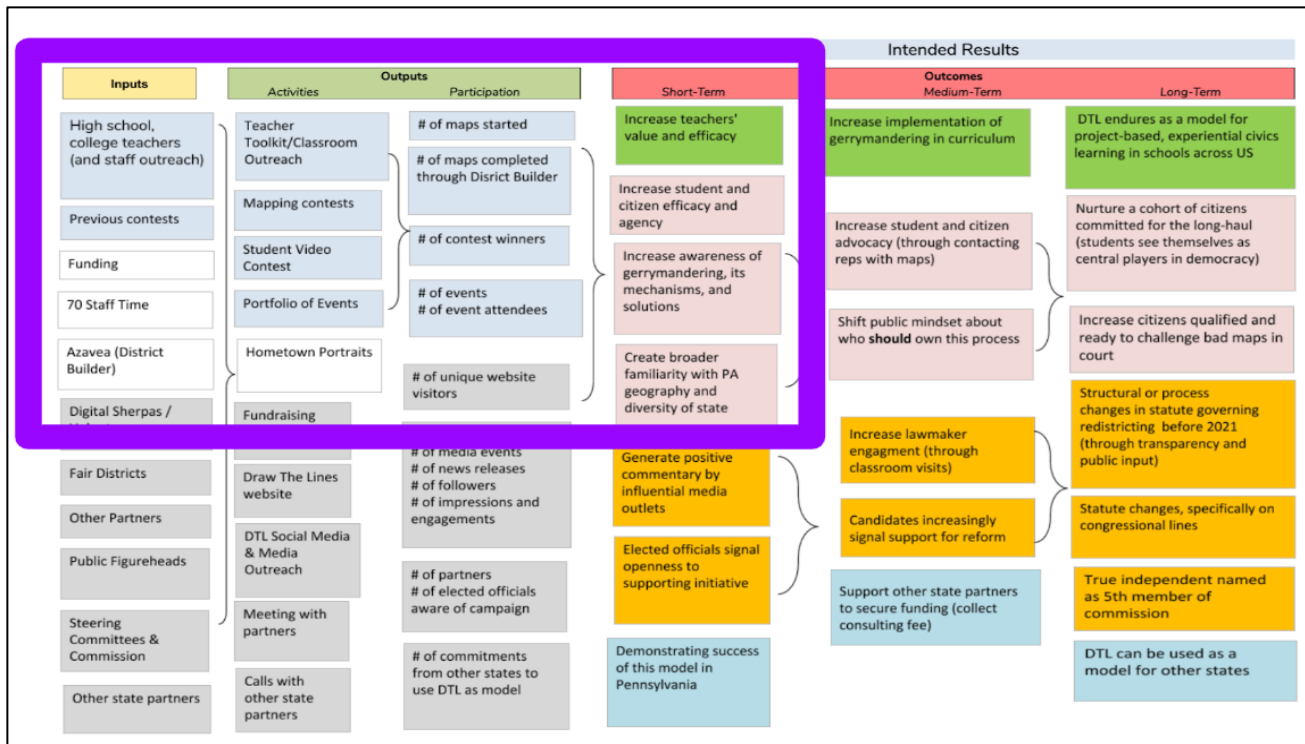 Intended Results
Inputs
Outputs
Activities
Participation
Outcomes
Short-Term
Medium-Term
Long-Term
High school,
college teachers
(and staff outreach)
Previous contests
Funding
70 Staff Time
Azavea (District
Builder)
Digital Sherpas /
Fair Districts
Other Partners
Public Figureheads
Steering
Committees &
Commission
Other state partners
Teacher
Toolkit/Classroom
Outreach
Mapping contests
Student Video
Contest
Portfolio of Events
Hometown Portraits
Fundraising
Draw The Lines
website
DTL Social Media
& Media
Outreach
Meeting with
partners
Calls with
other state
partners
# of maps started
# of maps completed
through Disrict Builder
# of contest winners
# of events
# of event attendees
# of unique website
visitors
# of media events
# of news releases
# of followers
# of impressions and
engagements
# of partners
# of elected officials
aware of campaign
# of commitments
from other states to
use DTL as model
Increase teachers'
value and efficacy
Increase student and
citizen efficacy and
agency
Increase awareness of
gerrymandering, its
mechanisms, and
solutions
Create broader
familiarity with PA
geography and
diversity of state
Generate positive
commentary by
influential media
outlets
Elected officials signal
openness to
supporting initiative
Demonstrating success
of this model in
Pennsylvania
Increase implementation of
gerrymandering in curriculum
Increase student and citizen
advocacy (through contacting
reps with maps)
Shift public mindset about
who should own this process
Increase lawmaker
engagment (through
classroom visits)
Candidates increasingly
signal support for reform
Support other state partners
to secure funding (collect
consulting fee)
DTL endures as a model for
project-based, experiential civics
learning in schools across US
Nurture a cohort of citizens
committed for the long-haul
(students see themselves as
central players in democracy)
Increase citizens qualified and
ready to challenge bad maps in
court
Structural or process
changes in statute governing
redistricting before 2021
(through transparency and
public input)
Statute changes, specifically on
congressional lines
True independent named
as 5th member of
commission
DTL can be used as a
model for other states